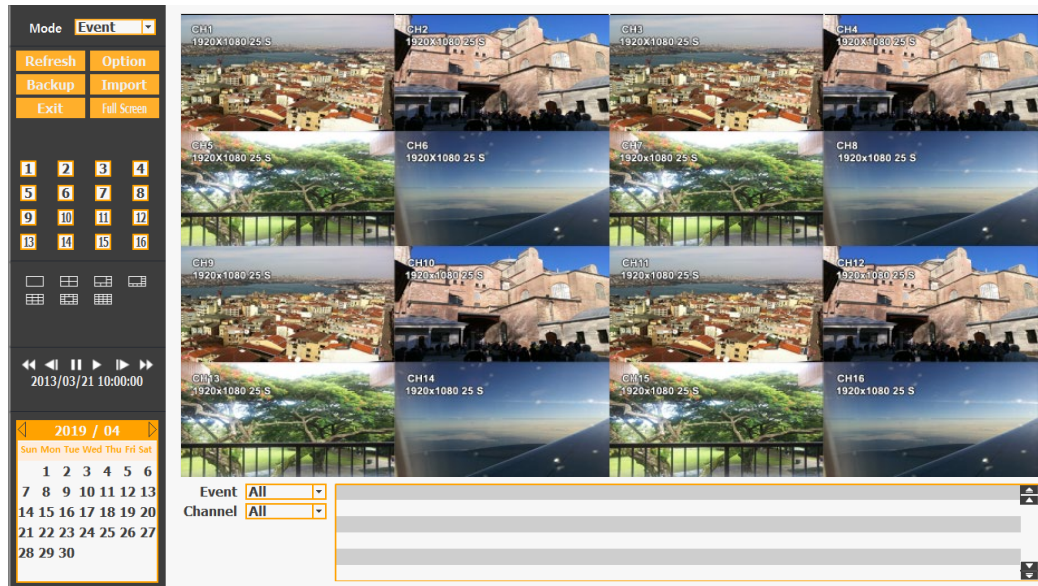 Mode Event
Refresh Option
Backup Import
Exit Full Screen
1 2 3 4
5 6 7 8
9 10 11 12
13 14 15 16
2013/03/21 10:00:00
2019 / 04
Sun Mon Tue Wed Thu Fri Sat
1 2 3 4 5 6
7 8 9 10 11 12 13
14 15 16 17 18 19 20
21 22 23 24 25 26 27
28 29 30
CH1 CH2 CH3 CH4
1920X1080 25 S 1920X1080 25 S 1920X1080 25 S 1920X1080 25 S
CH5 CH6 CH7 CH8
1920X1080 25 S 1920X1080 25 S 1920X1080 25 S 1920x1080 25 S
CH9 CH10 CH11 CH12
1920x1080 25 S 1920x1080 25 S 1920x1080 25 S 1920x1080 25 S
CH13 CH14 CH15 CH16
1920x1080 25 S 1920x1080 25 S 1920x1080 25 S 1920x1080 25 S
Event All
Channel All